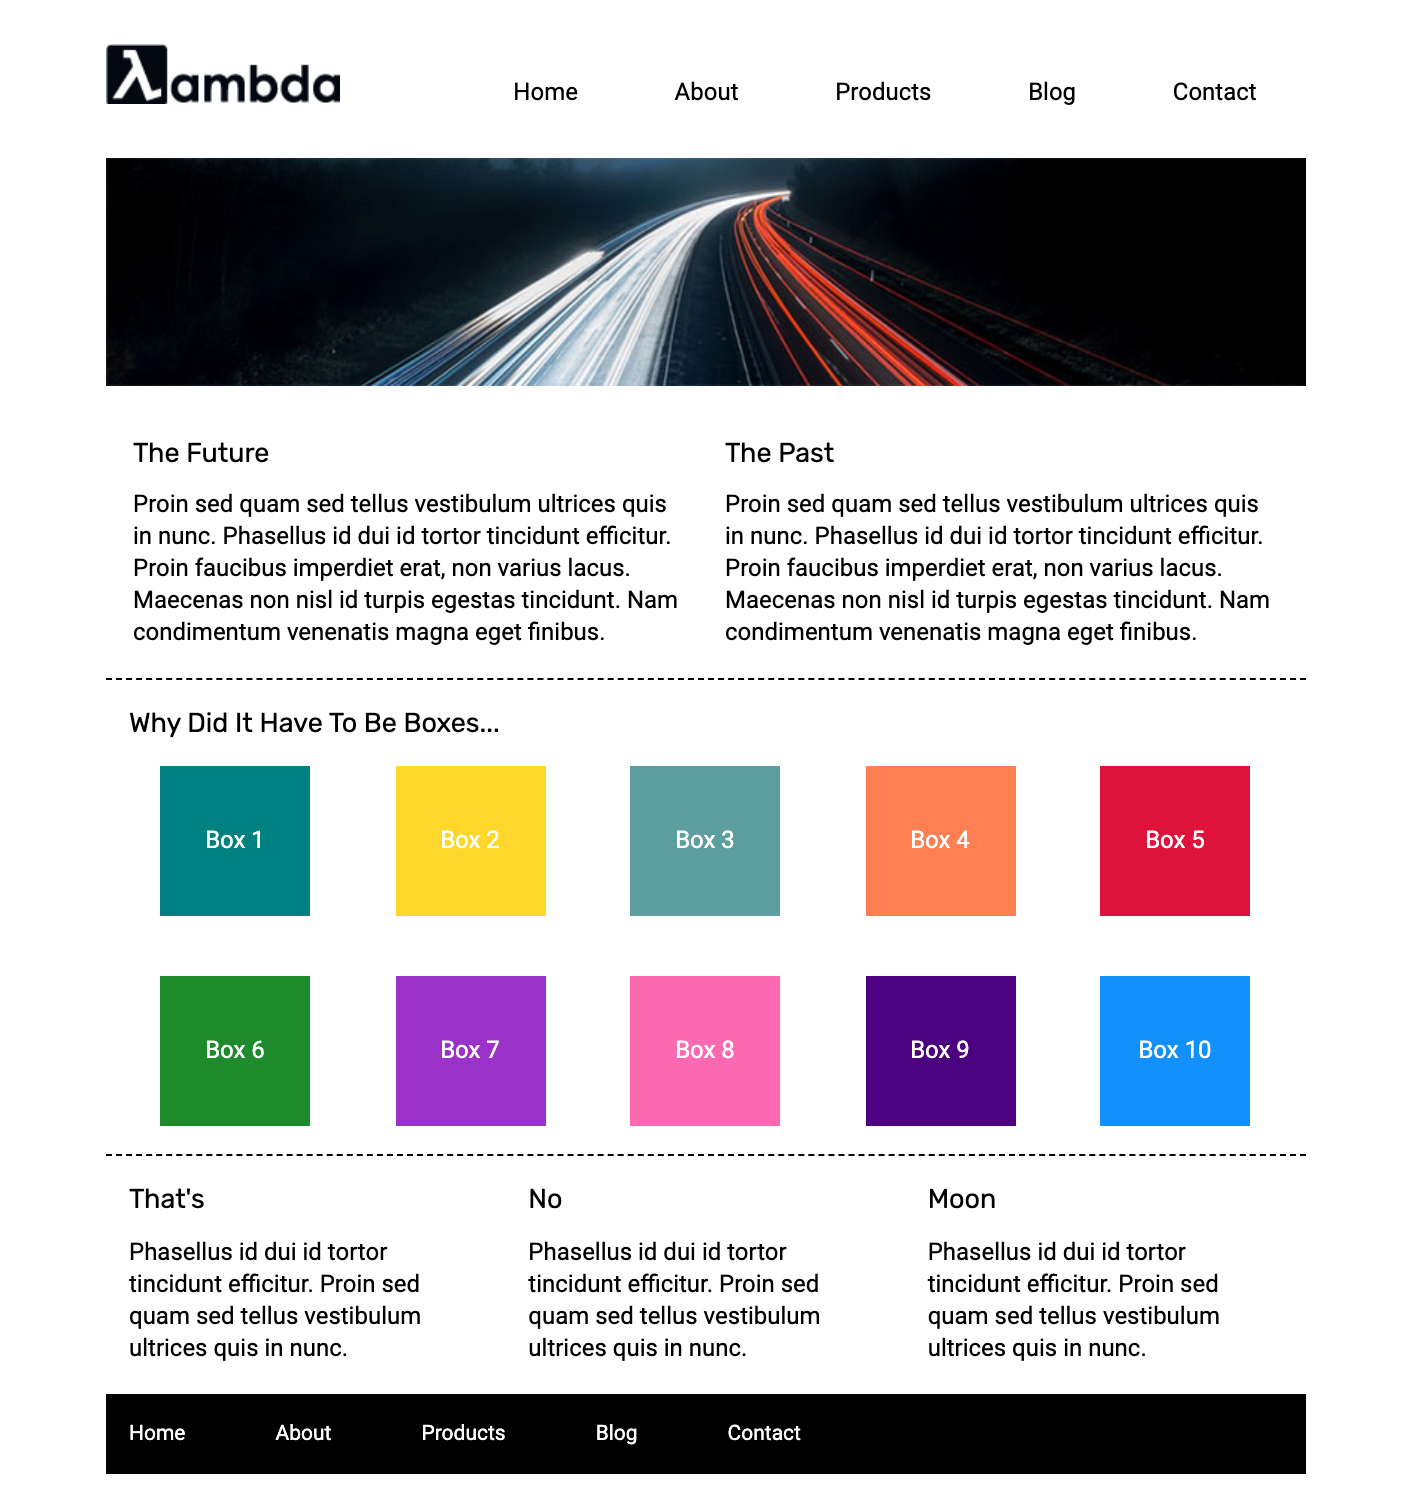 λambda
Home About Products Blog Contact
The Future
Proin sed quam sed tellus vestibulum ultrices quis
in nunc. Phasellus id dui id tortor tincidunt efficitur.
Proin faucibus imperdiet erat, non varius lacus.
Maecenas non nisl id turpis egestas tincidunt. Nam
condimentum venenatis magna eget finibus.
The Past
Proin sed quam sed tellus vestibulum ultrices quis
in nunc. Phasellus id dui id tortor tincidunt efficitur.
Proin faucibus imperdiet erat, non varius lacus.
Maecenas non nisl id turpis egestas tincidunt. Nam
condimentum venenatis magna eget finibus.
Why Did It Have To Be Boxes...
Box 1 Box 2 Box 3 Box 4 Box 5
Box 6 Box 7 Box 8 Box 9 Box 10
That's
Phasellus id dui id tortor
tincidunt efficitur. Proin sed
quam sed tellus vestibulum
ultrices quis in nunc.
No
Phasellus id dui id tortor
tincidunt efficitur. Proin sed
quam sed tellus vestibulum
ultrices quis in nunc.
Moon
Phasellus id dui id tortor
tincidunt efficitur. Proin sed
quam sed tellus vestibulum
ultrices quis in nunc.
Home About Products Blog Contact